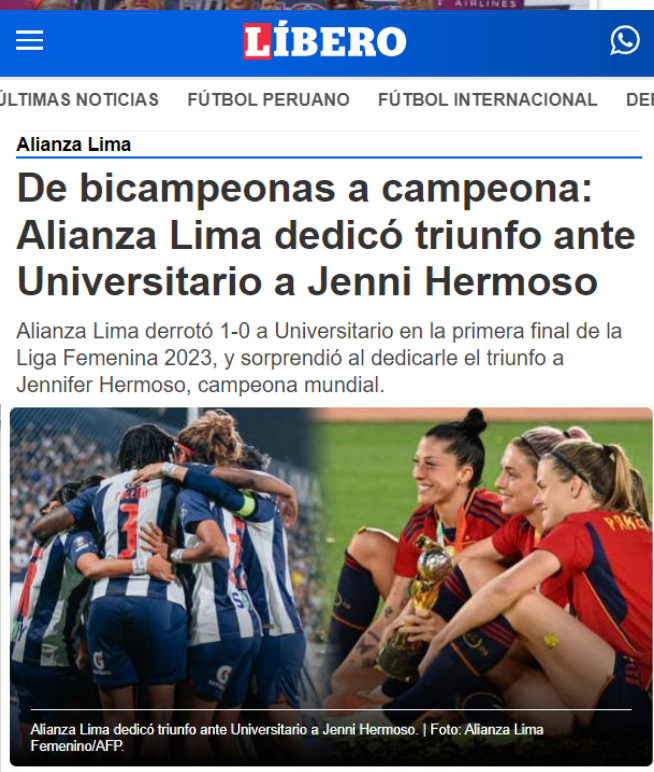 AIRLINES
LÍBERO
ÚLTIMAS NOTICIAS FÚTBOL PERUANO FÚTBOL INTERNACIONAL DE
Alianza Lima
De bicampeonas a campeona:
Alianza Lima dedicó triunfo ante
Universitario a Jenni Hermoso
Alianza Lima derrotó 1-0 a Universitario en la primera final de la
Liga Femenina 2023, y sorprendió al dedicarle el triunfo a
Jennifer Hermoso, campeona mundial.
3
G
G
Alianza Lima dedicó triunfo ante Universitario a Jenni Hermoso. | Foto: Alianza Lima
Femenino/AFP.